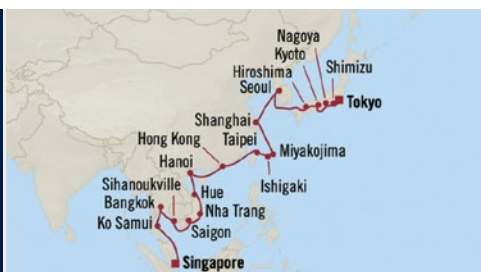 Nagoya
Kyoto
Shimizu
Hiroshima
Seoul
Tokyo
Shanghai
Taipei
Hong Kong
Miyakojima
Hanoi
Ishigaki
Sihanoukville
Hue
Bangkok
Nha Trang
Ko Samui
Saigon
Singapore